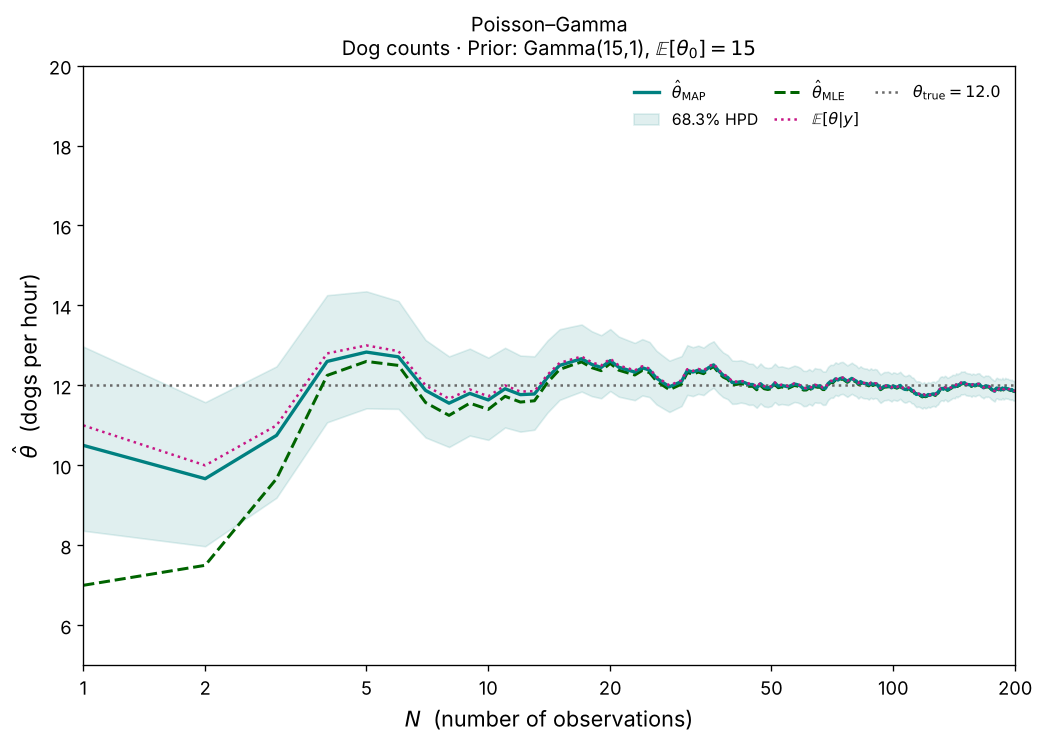 Poisson–Gamma
Dog counts · Prior: Gamma(15,1), 𝔼[θ₀] = 15
θ̂_MAP
68.3% HPD
θ̂_MLE
𝔼[θ|y]
θ_true = 12.0
20
18
16
14
12
10
8
6
θ̂ (dogs per hour)
1 2 5 10 20 50 100 200
N (number of observations)